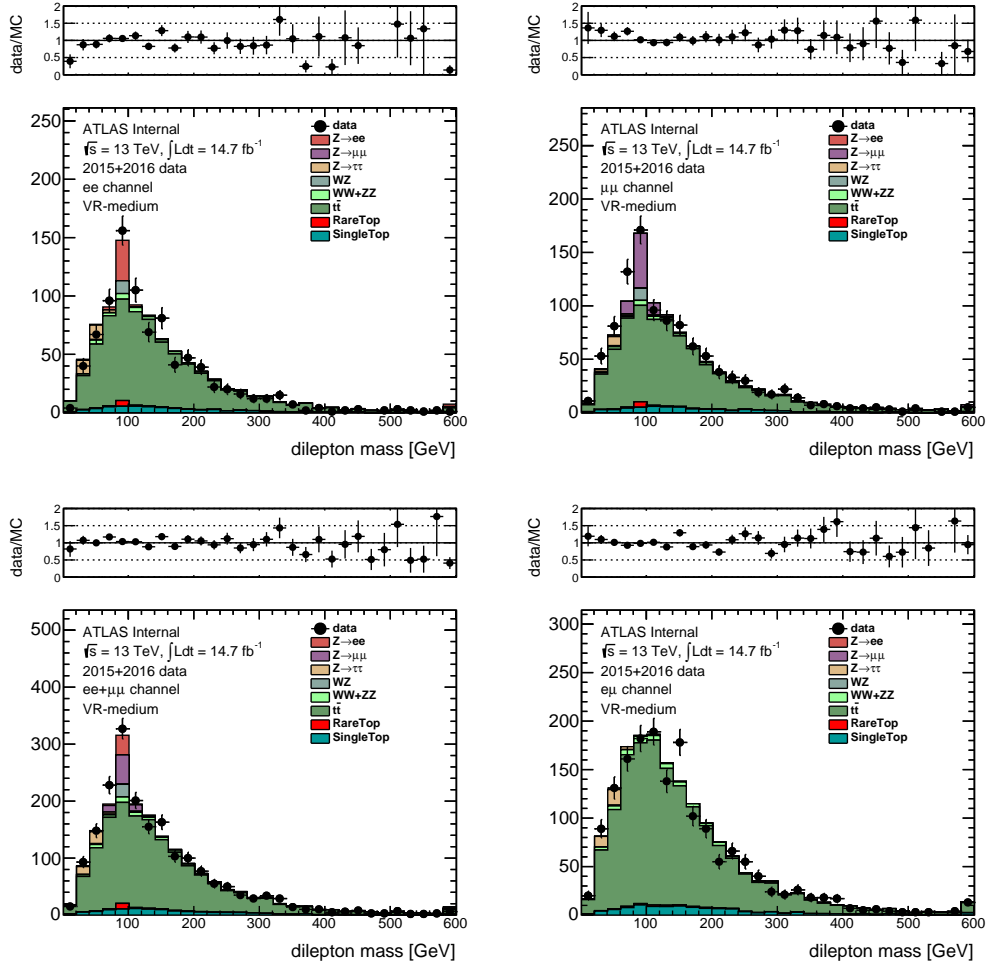 data/MC
2
1.5
1
0.5
0
250
200
150
100
50
0
ATLAS Internal
√s = 13 TeV, ∫Ldt = 14.7 fb⁻¹
2015+2016 data
ee channel
VR-medium
data
Z→ee
Z→μμ
Z→ττ
WZ
WW+ZZ
tt̄
RareTop
SingleTop
100 200 300 400 500 600
dilepton mass [GeV]
data/MC
2
1.5
1
0.5
0
250
200
150
100
50
0
ATLAS Internal
√s = 13 TeV, ∫Ldt = 14.7 fb⁻¹
2015+2016 data
μμ channel
VR-medium
data
Z→ee
Z→μμ
Z→ττ
WZ
WW+ZZ
tt̄
RareTop
SingleTop
100 200 300 400 500 600
dilepton mass [GeV]
data/MC
2
1.5
1
0.5
0
500
400
300
200
100
0
ATLAS Internal
√s = 13 TeV, ∫Ldt = 14.7 fb⁻¹
2015+2016 data
ee+μμ channel
VR-medium
data
Z→ee
Z→μμ
Z→ττ
WZ
WW+ZZ
tt̄
RareTop
SingleTop
100 200 300 400 500 600
dilepton mass [GeV]
data/MC
2
1.5
1
0.5
0
300
250
200
150
100
50
0
ATLAS Internal
√s = 13 TeV, ∫Ldt = 14.7 fb⁻¹
2015+2016 data
eμ channel
VR-medium
data
Z→ee
Z→μμ
Z→ττ
WZ
WW+ZZ
tt̄
RareTop
SingleTop
100 200 300 400 500 600
dilepton mass [GeV]